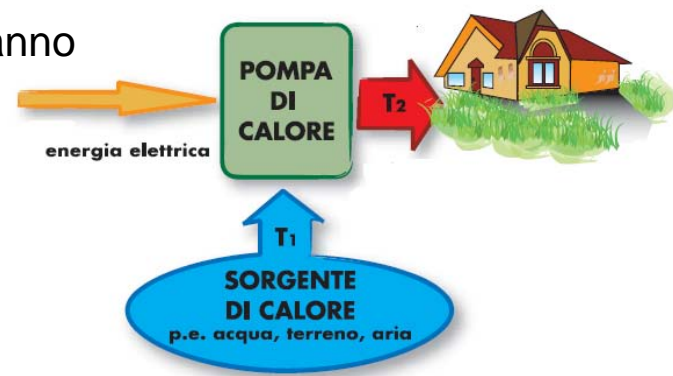 anno
POMPA
DI
CALORE
T2
energia elettrica
T1
SORGENTE
DI CALORE
p.e. acqua, terreno, aria